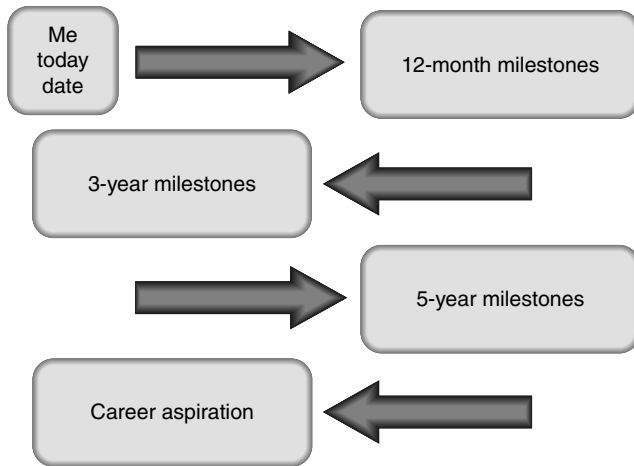 Me
today
date
12-month milestones
3-year milestones
5-year milestones
Career aspiration